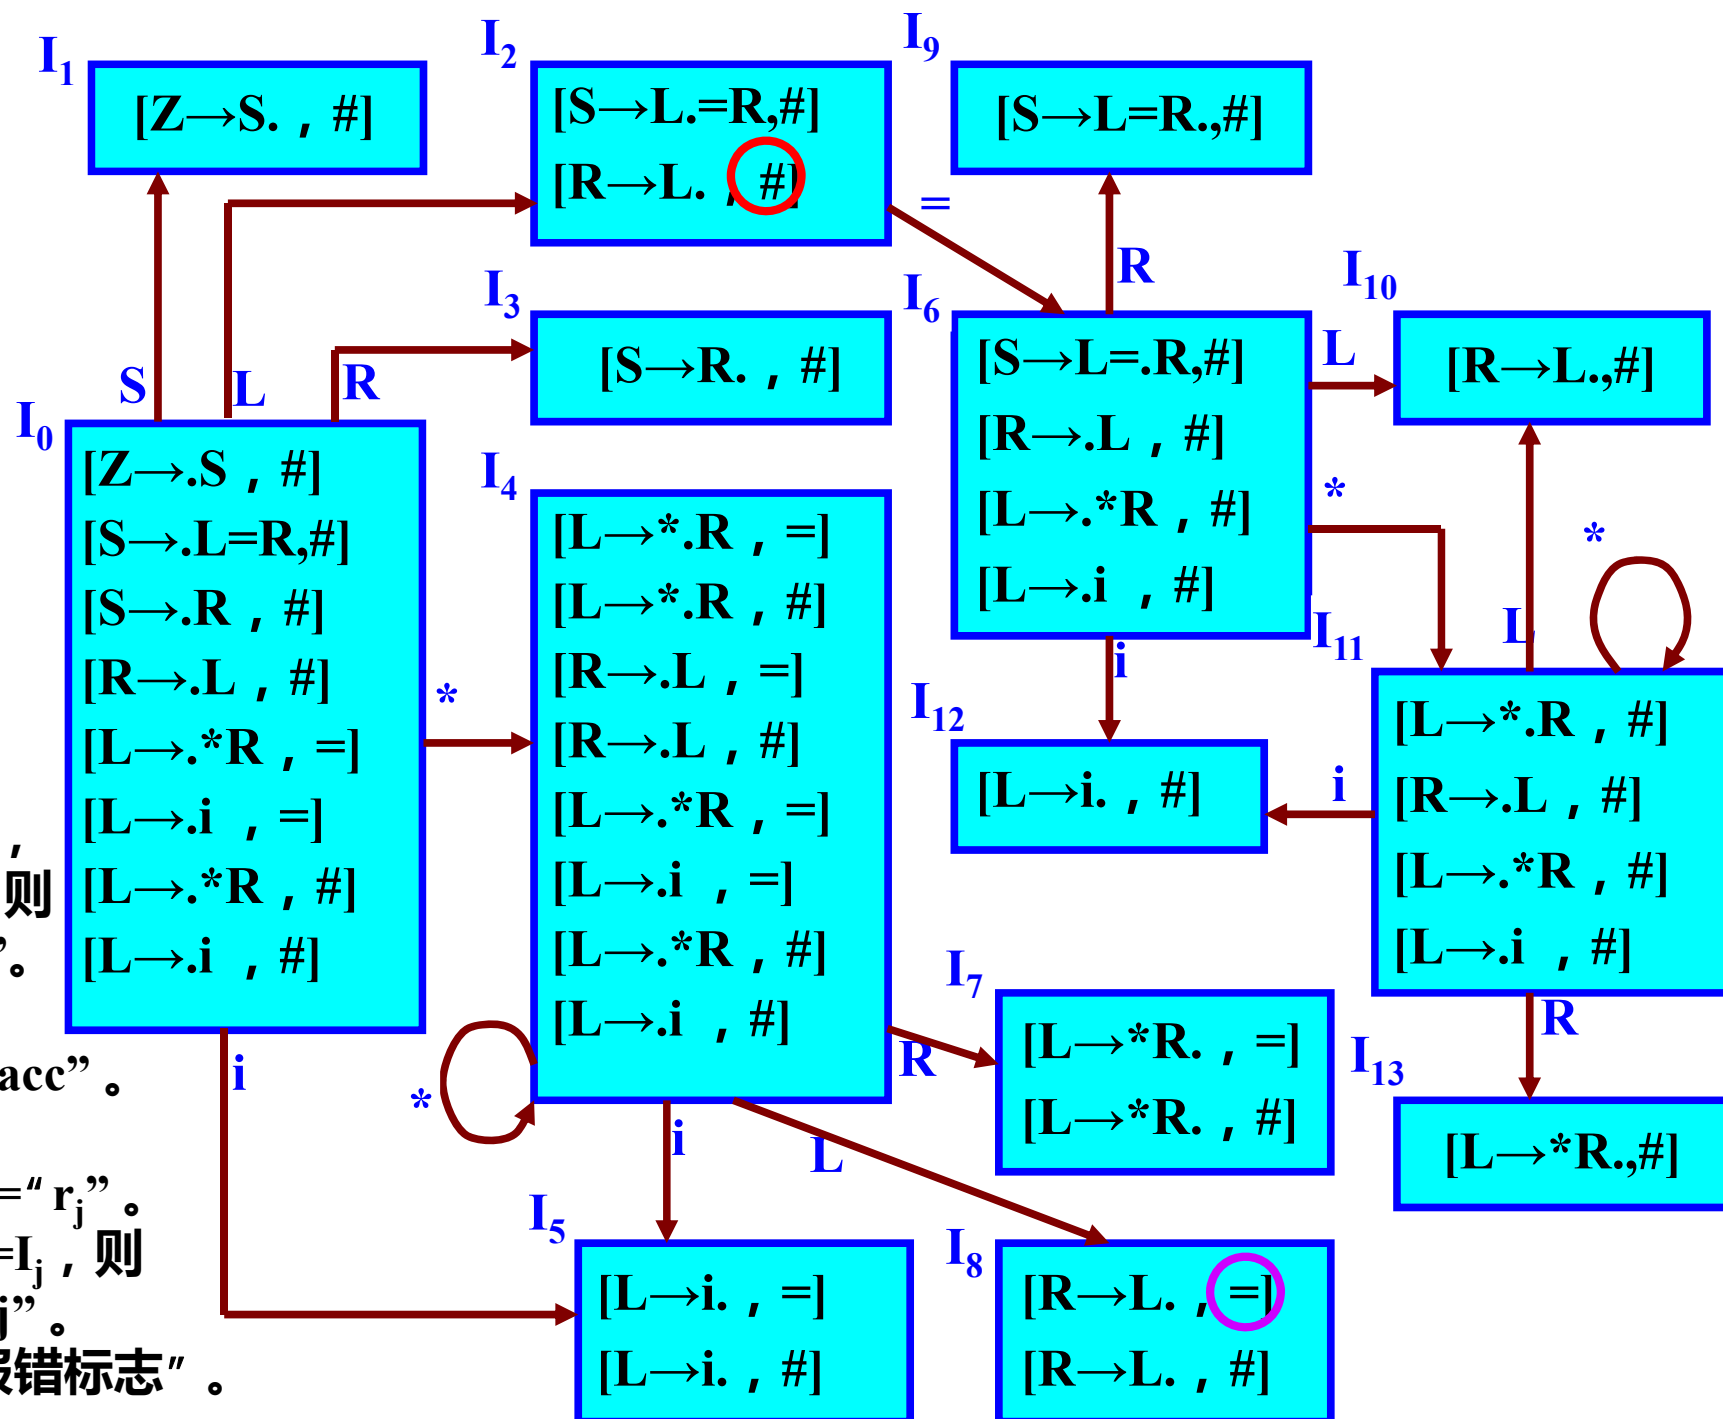 I1
[Z→S. , #]
I2
[S→L.=R,#]
[R→L. , #]
I9
[S→L=R.,#]
=
R
I3
[S→R. , #]
S
L
R
I0
[Z→.S , #]
[S→.L=R,#]
[S→.R , #]
[R→.L , #]
[L→.*R , =]
[L→.i , =]
[L→.*R , #]
[L→.i , #]
*
i
I4
[L→*.R , =]
[L→*.R , #]
[R→.L , =]
[R→.L , #]
[L→.*R , =]
[L→.i , =]
[L→.*R , #]
[L→.i , #]
*
i
L
R
I6
[S→L=.R,#]
[R→.L , #]
[L→.*R , #]
[L→.i , #]
L
*
i
I10
[R→L.,#]
I11
L
*
[L→*.R , #]
[R→.L , #]
[L→.*R , #]
[L→.i , #]
i
R
I12
[L→i. , #]
I7
[L→*R. , =]
[L→*R. , #]
I13
[L→*R.,#]
I5
[L→i. , =]
[L→i. , #]
I8
[R→L. , =]
[R→L. , #]
,
则
”。
acc” 。
=“ rj” 。
=Ij , 则
j” 。
报错标志” 。